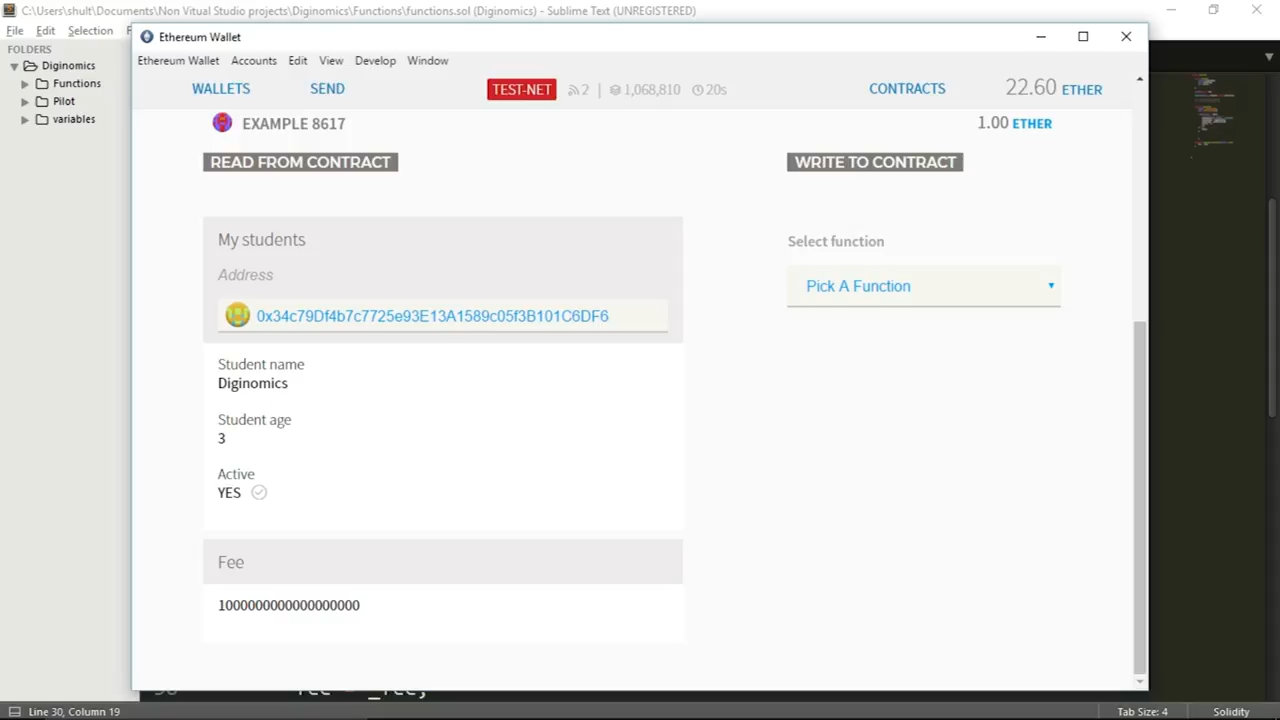 C:\Users\shult\Documents\Non Vitual Studio projects\Diginomics\Functions\functions.sol (Diginomics) - Sublime Text (UNREGISTERED)
File Edit Selection
FOLDERS
Diginomics
Functions
Pilot
variables
Ethereum Wallet
Ethereum Wallet Accounts Edit View Develop Window
WALLETS SEND TEST-NET 2 | 1,068,810 20s CONTRACTS 22.60 ETHER
EXAMPLE 8617 1.00 ETHER
READ FROM CONTRACT WRITE TO CONTRACT
My students
Address
0x34c79Df4b7c7725e93E13A1589c05f3B101C6DF6
Student name
Diginomics
Student age
3
Active
YES
Fee
1000000000000000000
Select function
Pick A Function
Line 30, Column 19 Tab Size: 4 Solidity